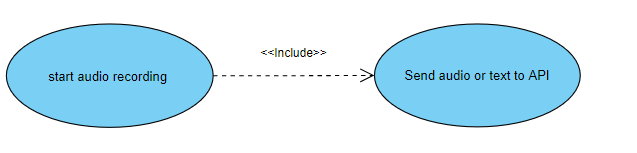 start audio recording
<<Include>>
Send audio or text to API